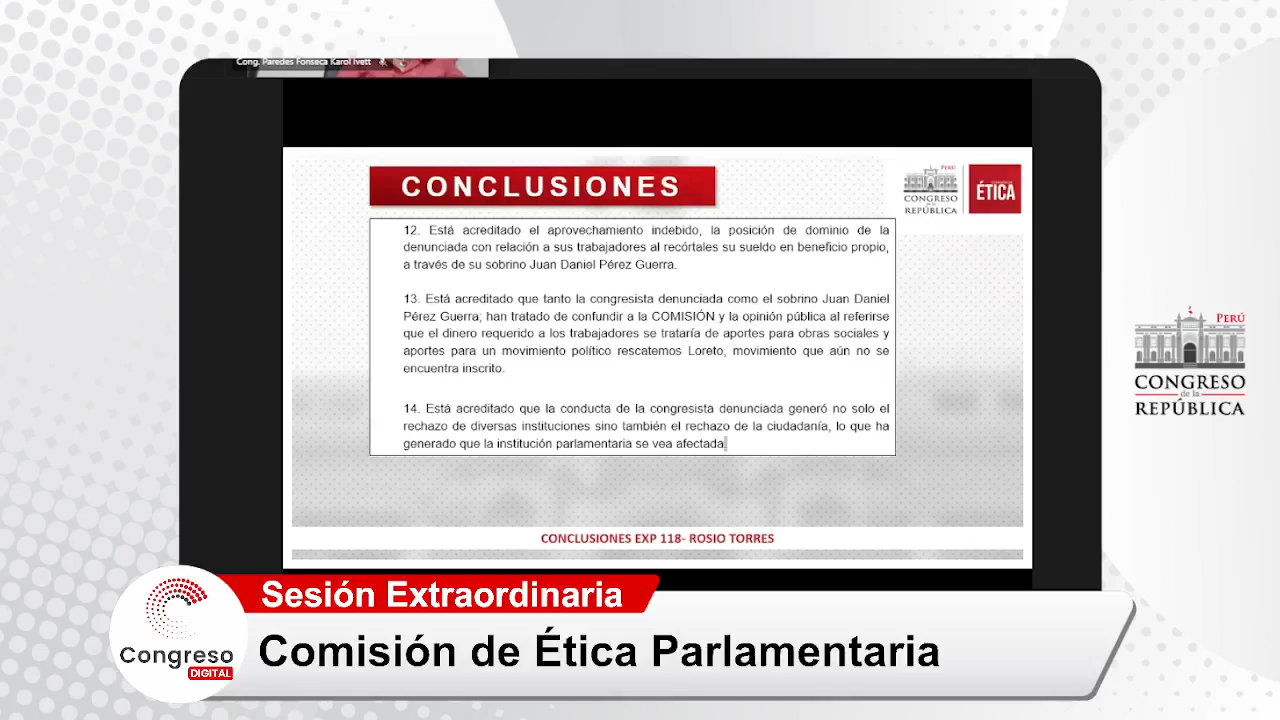 Cong. Paredes Fonseca Karol Ivett
CONCLUSIONES
PERÚ
CONGRESO
de la
REPÚBLICA
ÉTICA
12. Está acreditado el aprovechamiento indebido, la posición de dominio de la
denunciada con relación a sus trabajadores al recórtales su sueldo en beneficio propio,
a través de su sobrino Juan Daniel Pérez Guerra.
13. Está acreditado que tanto la congresista denunciada como el sobrino Juan Daniel
Pérez Guerra; han tratado de confundir a la COMISIÓN y la opinión pública al referirse
que el dinero requerido a los trabajadores se trataría de aportes para obras sociales y
aportes para un movimiento político rescatemos Loreto, movimiento que aún no se
encuentra inscrito.
14. Está acreditado que la conducta de la congresista denunciada generó no solo el
rechazo de diversas instituciones sino también el rechazo de la ciudadanía, lo que ha
generado que la institución parlamentaria se vea afectada
CONCLUSIONES EXP 118- ROSIO TORRES
PERÚ
CONGRESO
de la
REPÚBLICA
Sesión Extraordinaria
Comisión de Ética Parlamentaria
Congreso
DIGITAL